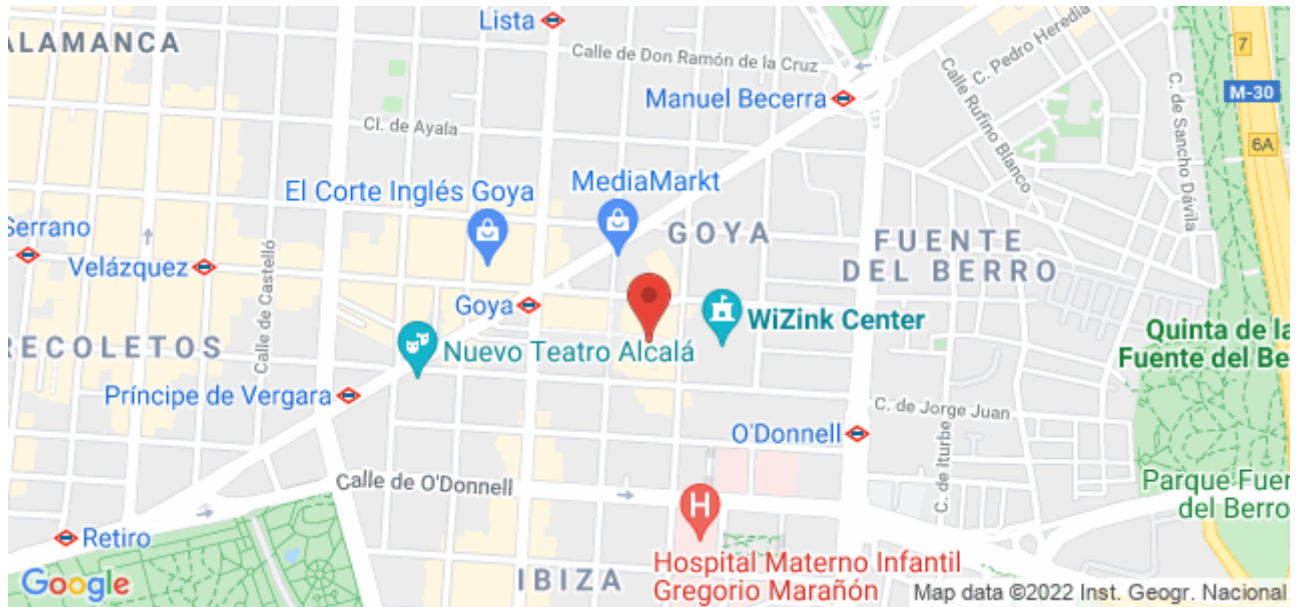 Lista
Calle de Don Ramón de la Cruz
C. Pedro Heredia
7
ALAMANCA
M-30
Manuel Becerra
Calle Rufino Blanco
C. de Sancho Dávila
Cl. de Ayala
6A
El Corte Inglés Goya
MediaMarkt
Serrano
GOYA
FUENTE
DEL BERRO
Velázquez
Calle de Castelló
Goya
WiZink Center
RECOLETOS
Nuevo Teatro Alcalá
Quinta de la
Fuente del Be
Príncipe de Vergara
C. de Jorge Juan
O'Donnell
C. de Iturbe
Calle de O'Donnell
Parque Fuen
del Berro
H
Retiro
Hospital Materno Infantil
Gregorio Marañón
IBIZA
Google
Map data ©2022 Inst. Geogr. Nacional